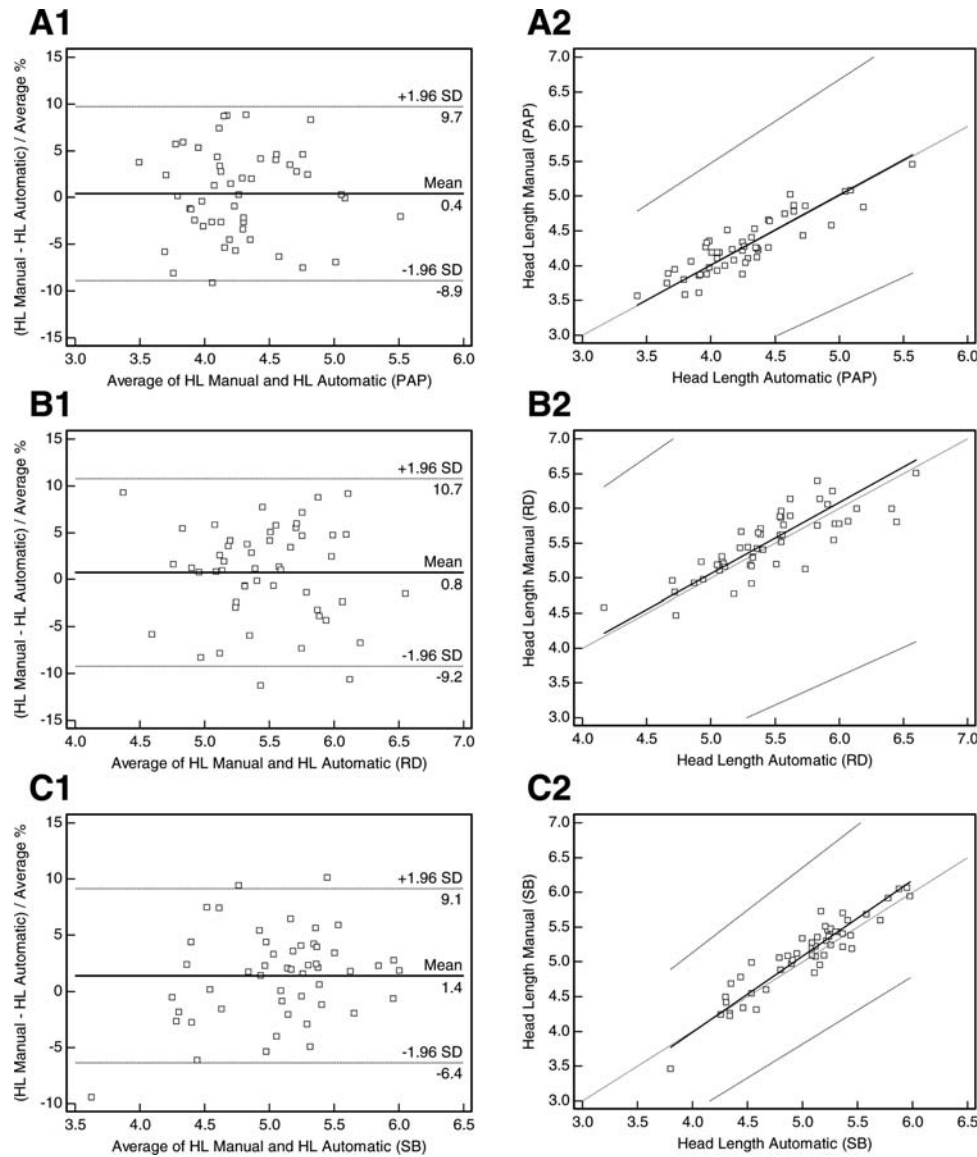 A1
(HL Manual - HL Automatic) / Average %
15
10
5
0
-5
-10
-15
+1.96 SD
9.7
Mean
0.4
-1.96 SD
-8.9
3.0 3.5 4.0 4.5 5.0 5.5 6.0
Average of HL Manual and HL Automatic (PAP)
A2
Head Length Manual (PAP)
7.0
6.5
6.0
5.5
5.0
4.5
4.0
3.5
3.0
3.0 3.5 4.0 4.5 5.0 5.5 6.0
Head Length Automatic (PAP)
B1
(HL Manual - HL Automatic) / Average %
15
10
5
0
-5
-10
-15
+1.96 SD
10.7
Mean
0.8
-1.96 SD
-9.2
4.0 4.5 5.0 5.5 6.0 6.5 7.0
Average of HL Manual and HL Automatic (RD)
B2
Head Length Manual (RD)
7.0
6.5
6.0
5.5
5.0
4.5
4.0
3.5
3.0
4.0 4.5 5.0 5.5 6.0 6.5 7.0
Head Length Automatic (RD)
C1
(HL Manual - HL Automatic) / Average %
15
10
5
0
-5
-10
+1.96 SD
9.1
Mean
1.4
-1.96 SD
-6.4
3.5 4.0 4.5 5.0 5.5 6.0 6.5
Average of HL Manual and HL Automatic (SB)
C2
Head Length Manual (SB)
7.0
6.5
6.0
5.5
5.0
4.5
4.0
3.5
3.0
3.0 3.5 4.0 4.5 5.0 5.5 6.0 6.5
Head Length Automatic (SB)